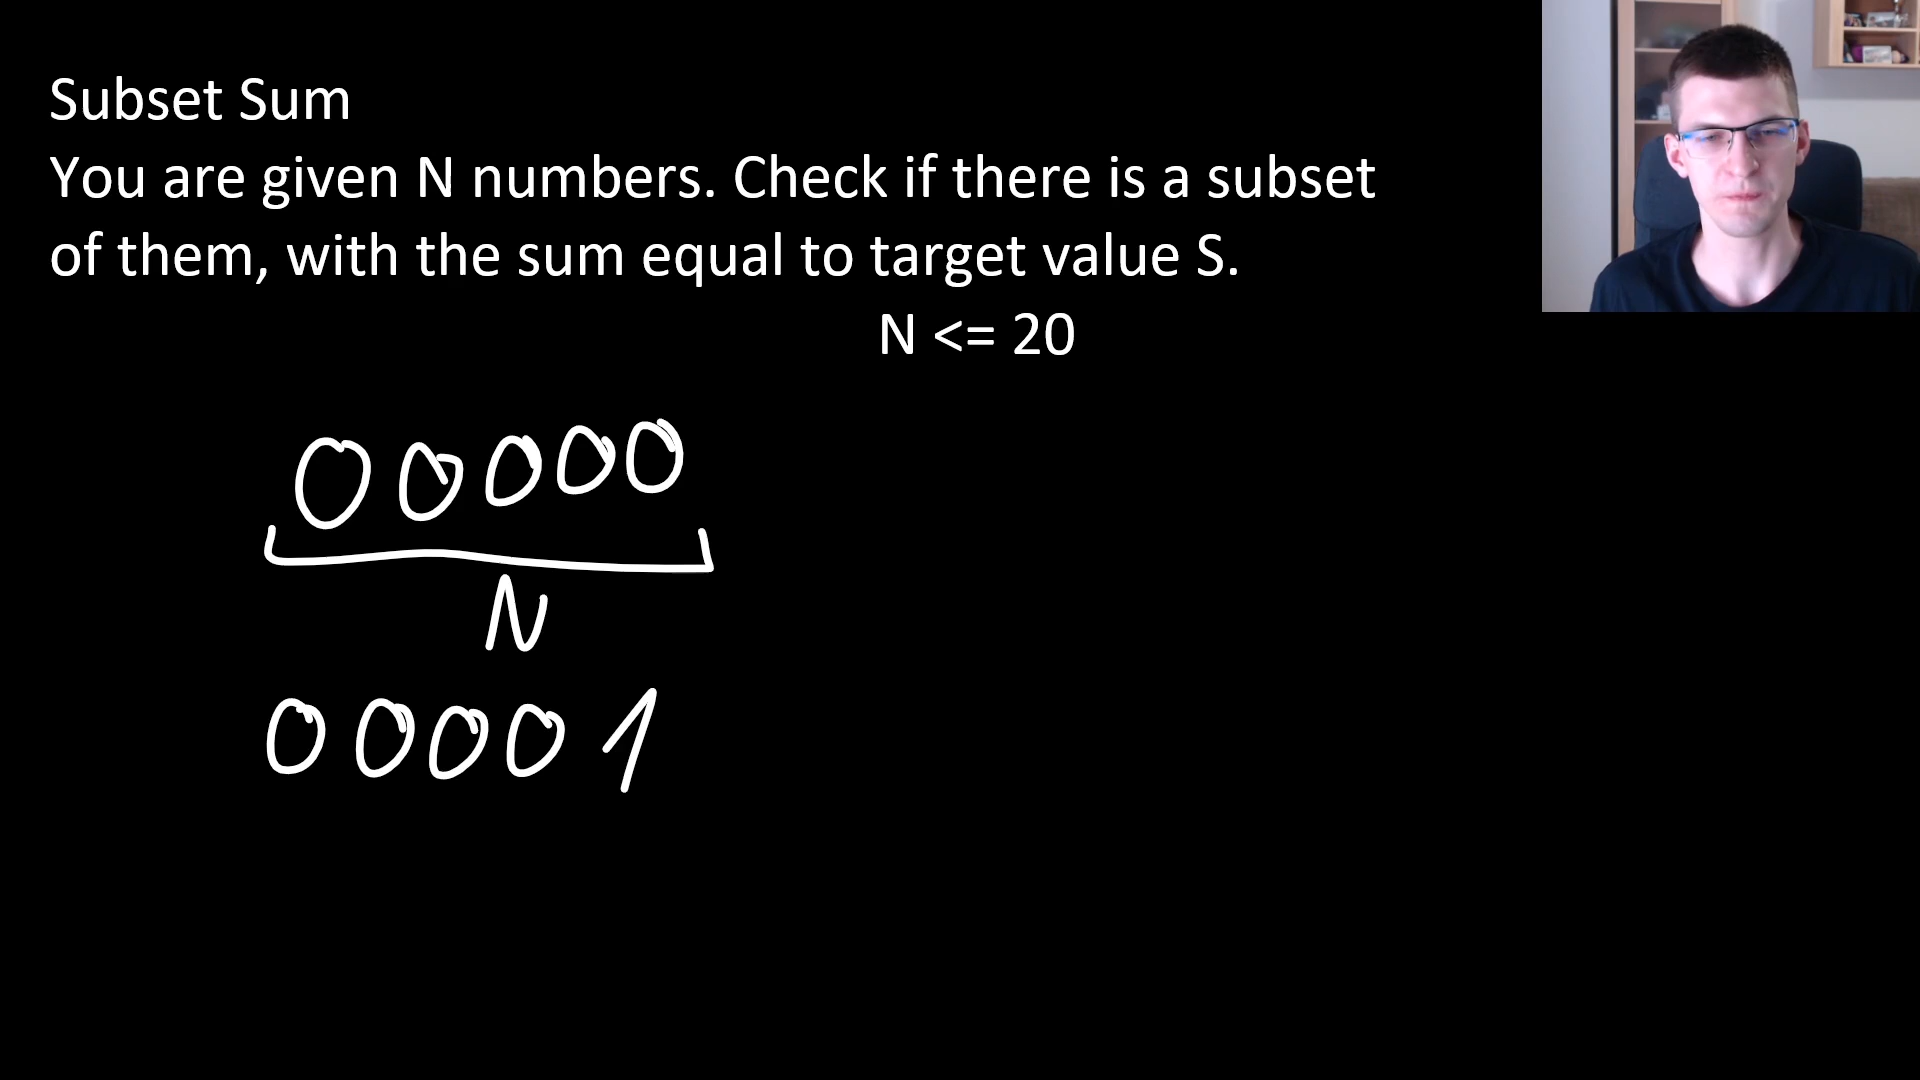 Subset Sum
You are given N numbers. Check if there is a subset
of them, with the sum equal to target value S.
N <= 20
0 0 0 0 0
N
0 0 0 0 1